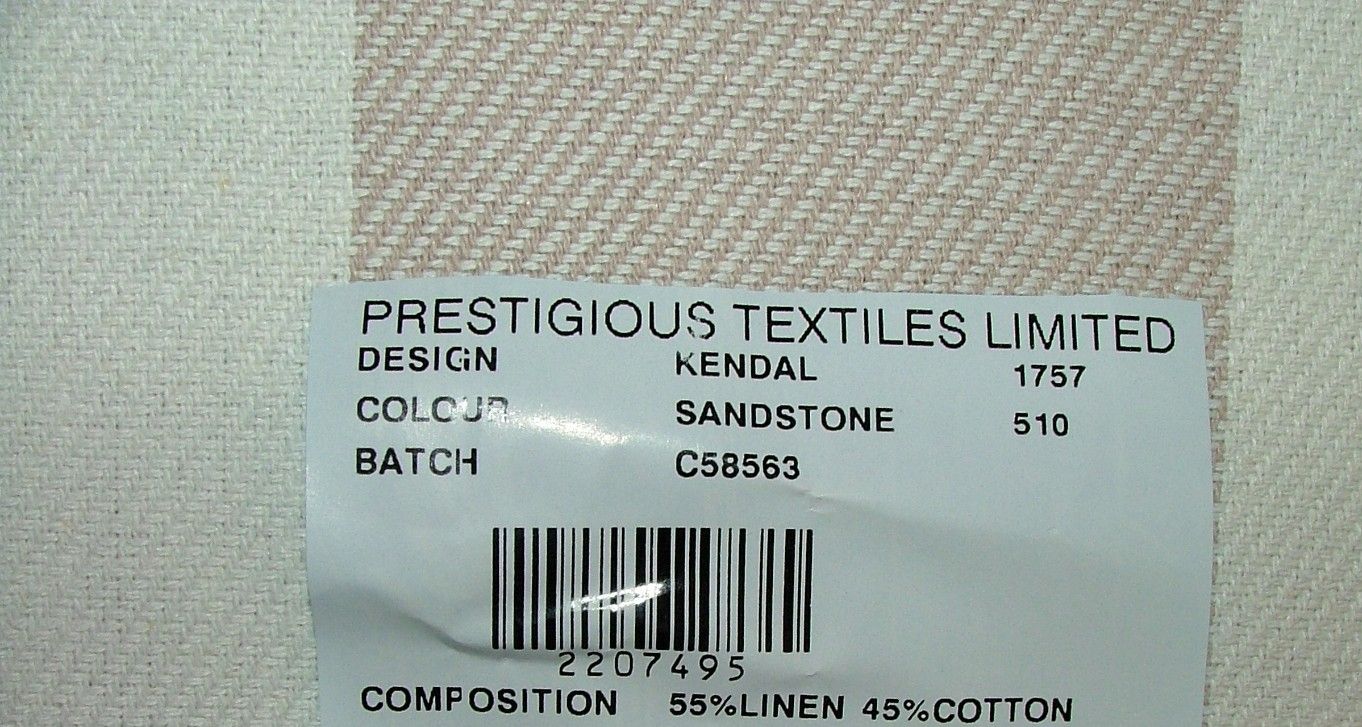 PRESTIGIOUS TEXTILES LIMITED
DESIGN KENDAL 1757
COLOUR SANDSTONE 510
BATCH C58563
2207495
COMPOSITION 55%LINEN 45%COTTON